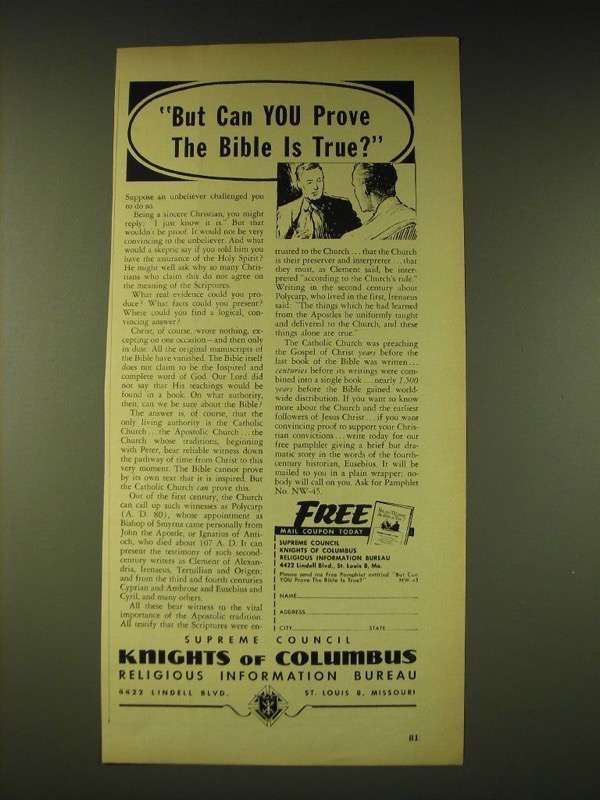 "But Can YOU Prove
The Bible Is True?"
Suppose an unbeliever challenged you
to do so.
Being a sincere Christian, you might
reply: "I just know it is." But that
wouldn't be proof. It would not be very
convincing to the unbeliever. And what
would a skeptic say if you told him you
have the assurance of the Holy Spirit?
He might well ask why so many Chris-
tians who claim this do not agree on
the meaning of the Scriptures.
What real evidence could you pro-
duce? What facts could you present?
Where could you find a logical, con-
vincing answer?
Christ, of course, wrote nothing, ex-
cepting on one occasion—and then only
in dust. All the original manuscripts of
the Bible have vanished. The Bible itself
does not claim to be the inspired and
complete word of God. Our Lord did
not say that His teachings would be
found in a book. On what authority,
then, can we be sure about the Bible?
The answer is, of course, that the
only living authority is the Catholic
Church... the Apostolic Church... the
Church whose traditions, beginning
with Peter, bear reliable witness down
the pathway of time from Christ to this
very moment. The Bible cannot prove
by its own text that it is inspired. But
the Catholic Church can prove this.
Out of the first century, the Church
can call up such witnesses as Polycarp
(A. D. 80), whose appointment as
Bishop of Smyrna came personally from
John the Apostle, or Ignatius of Anti-
och, who died about 107 A. D. It can
present the testimony of such second-
century writers as Clement of Alexan-
dria, Irenaeus, Tertullian and Origen;
and from the third and fourth centuries
Cyprian and Ambrose and Eusebius and
Cyril, and many others.
All these bear witness to the vital
importance of the Apostolic tradition.
All testify that the Scriptures were en-
trusted to the Church... that the Church
is their preserver and interpreter... that
they must, as Clement said, be inter-
preted "according to the Church's rule."
Writing in the second century about
Polycarp, who lived in the first, Irenaeus
said: "The things which he had learned
from the Apostles he uniformly taught
and delivered to the Church, and these
things alone are true."
The Catholic Church was preaching
the Gospel of Christ years before the
last book of the Bible was written...
centuries before its writings were com-
bined into a single book... nearly 1,500
years before the Bible gained world-
wide distribution. If you want to know
more about the Church and the earliest
followers of Jesus Christ... if you want
convincing proof to support your Chris-
tian convictions... write today for our
free pamphlet giving a brief but dra-
matic story in the words of the fourth-
century historian, Eusebius. It will be
mailed to you in a plain wrapper; no-
body will call on you. Ask for Pamphlet
No. NW-45.
FREE
MAIL COUPON TODAY
SUPREME COUNCIL
KNIGHTS OF COLUMBUS
RELIGIOUS INFORMATION BUREAU
4422 Lindell Blvd., St. Louis 8, Mo.
Please send me Free Pamphlet entitled "But Can
YOU Prove The Bible Is True?"
NAME
ADDRESS
CITY STATE
SUPREME COUNCIL
KNIGHTS OF COLUMBUS
RELIGIOUS INFORMATION BUREAU
4422 LINDELL BLVD. ST. LOUIS 8, MISSOURI
81